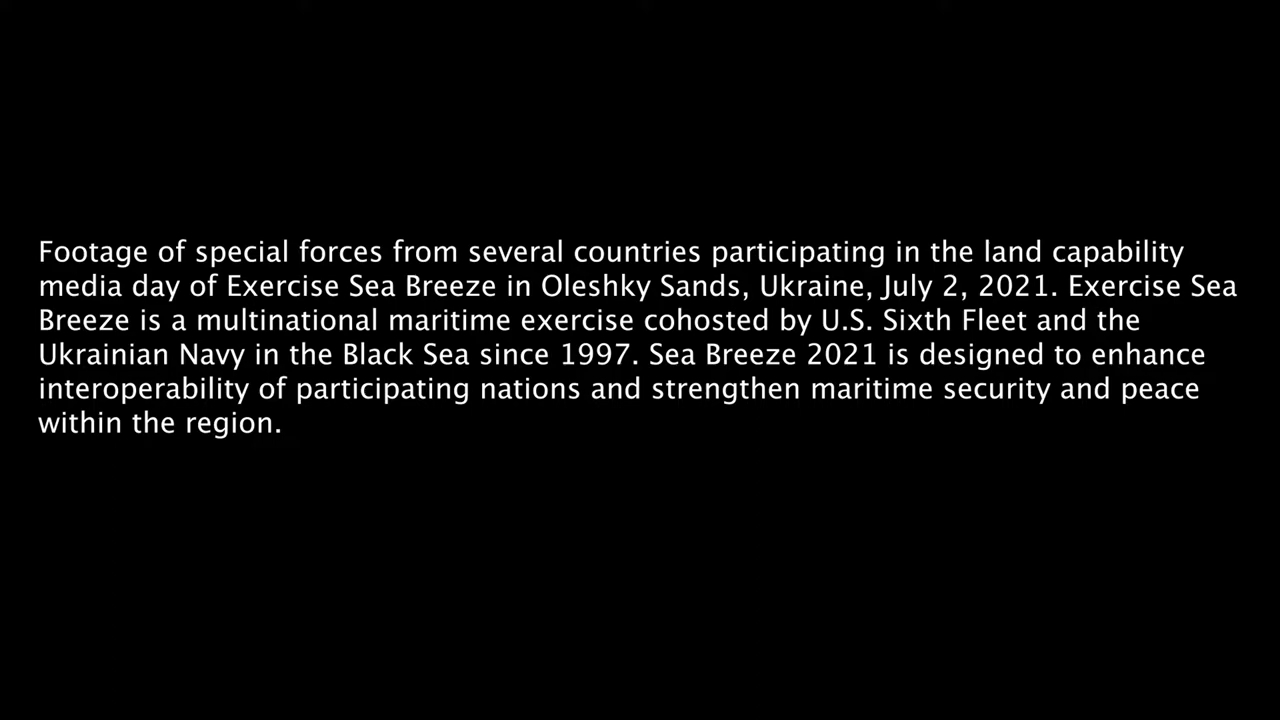 Footage of special forces from several countries participating in the land capability
media day of Exercise Sea Breeze in Oleshky Sands, Ukraine, July 2, 2021. Exercise Sea
Breeze is a multinational maritime exercise cohosted by U.S. Sixth Fleet and the
Ukrainian Navy in the Black Sea since 1997. Sea Breeze 2021 is designed to enhance
interoperability of participating nations and strengthen maritime security and peace
within the region.